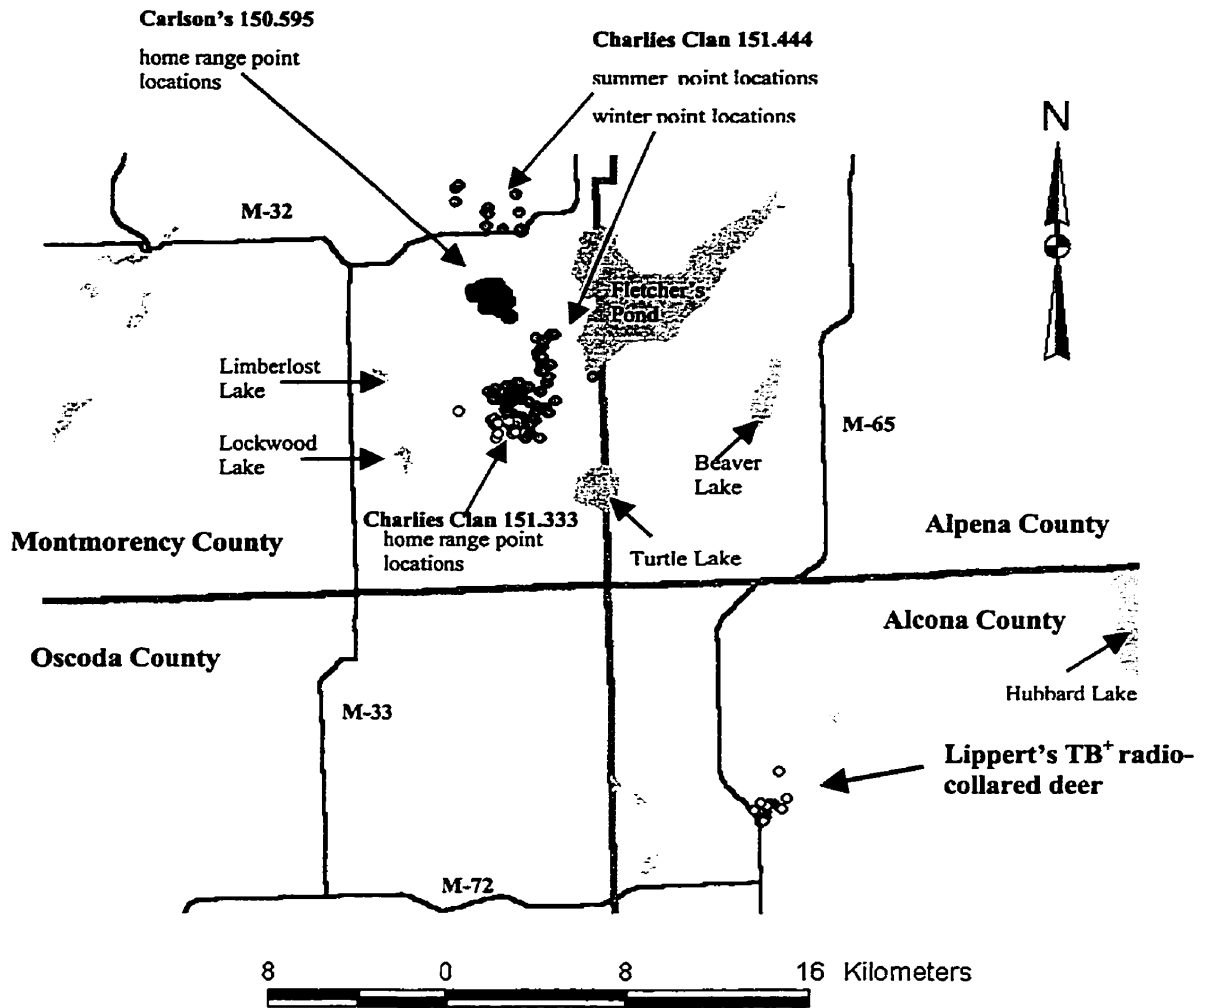 Carlson's 150.595
home range point
locations
Charlies Clan 151.444
summer point locations
winter point locations
N
M-32
Fletcher's
Pond
Limberlost
Lake
M-65
Lockwood
Lake
Beaver
Lake
Charlies Clan 151.333
home range point
locations
Turtle Lake
Alpena County
Montmorency County
Alcona County
Oscoda County
Hubbard Lake
M-33
Lippert's TB+ radio-
collared deer
M-72
8 0 8 16 Kilometers